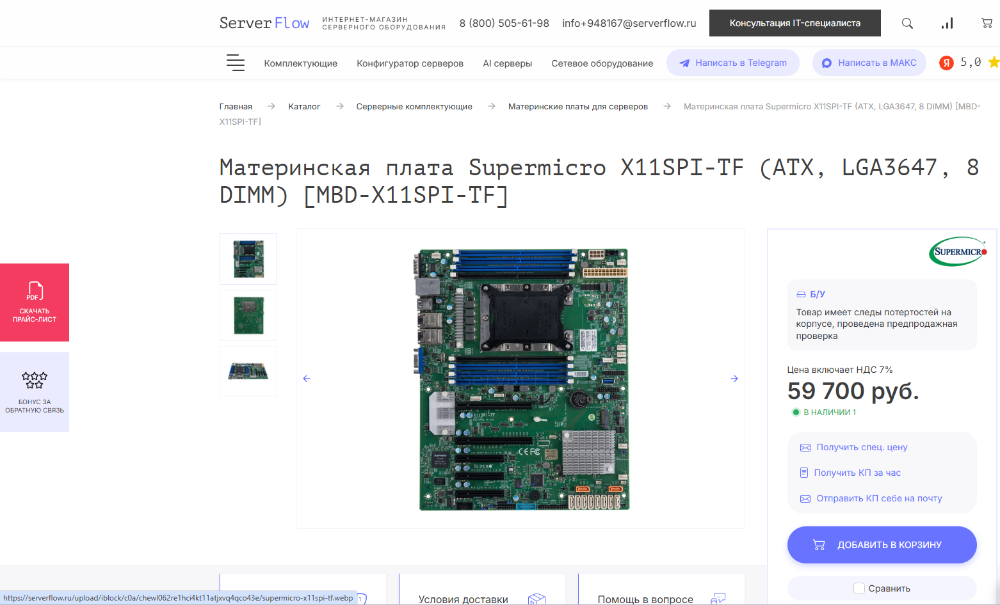 Server Flow
ИНТЕРНЕТ-МАГАЗИН
СЕРВЕРНОГО ОБОРУДОВАНИЯ
8 (800) 505-61-98
info+948167@serverflow.ru
Консультация IT-специалиста
Комплектующие
Конфигуратор серверов
AI серверы
Сетевое оборудование
Написать в Telegram
Написать в МАКС
Я
5,0
Главная → Каталог → Серверные комплектующие → Материнские платы для серверов → Материнская плата Supermicro X11SPI-TF (ATX, LGA3647, 8 DIMM) [MBD-
X11SPI-TF]
Материнская плата Supermicro X11SPI-TF (ATX, LGA3647, 8
DIMM) [MBD-X11SPI-TF]
PDF
СКАЧАТЬ
ПРАЙС-ЛИСТ
БОНУС ЗА
ОБРАТНУЮ СВЯЗЬ
X11SPI-TF
SUPER
CE FC
SUPERMICR
Б/У
Товар имеет следы потертостей на
корпусе, проведена предпродажная
проверка
Цена включает НДС 7%
59 700 руб.
В НАЛИЧИИ 1
Получить спец. цену
Получить КП за час
Отправить КП себе на почту
ДОБАВИТЬ В КОРЗИНУ
Сравнить
Условия доставки
Помощь в вопросе
https://serverflow.ru/upload/iblock/c0a/chewl062re1hci4kt11atjxvq4qco43e/supermicro-x11spi-tf.webp